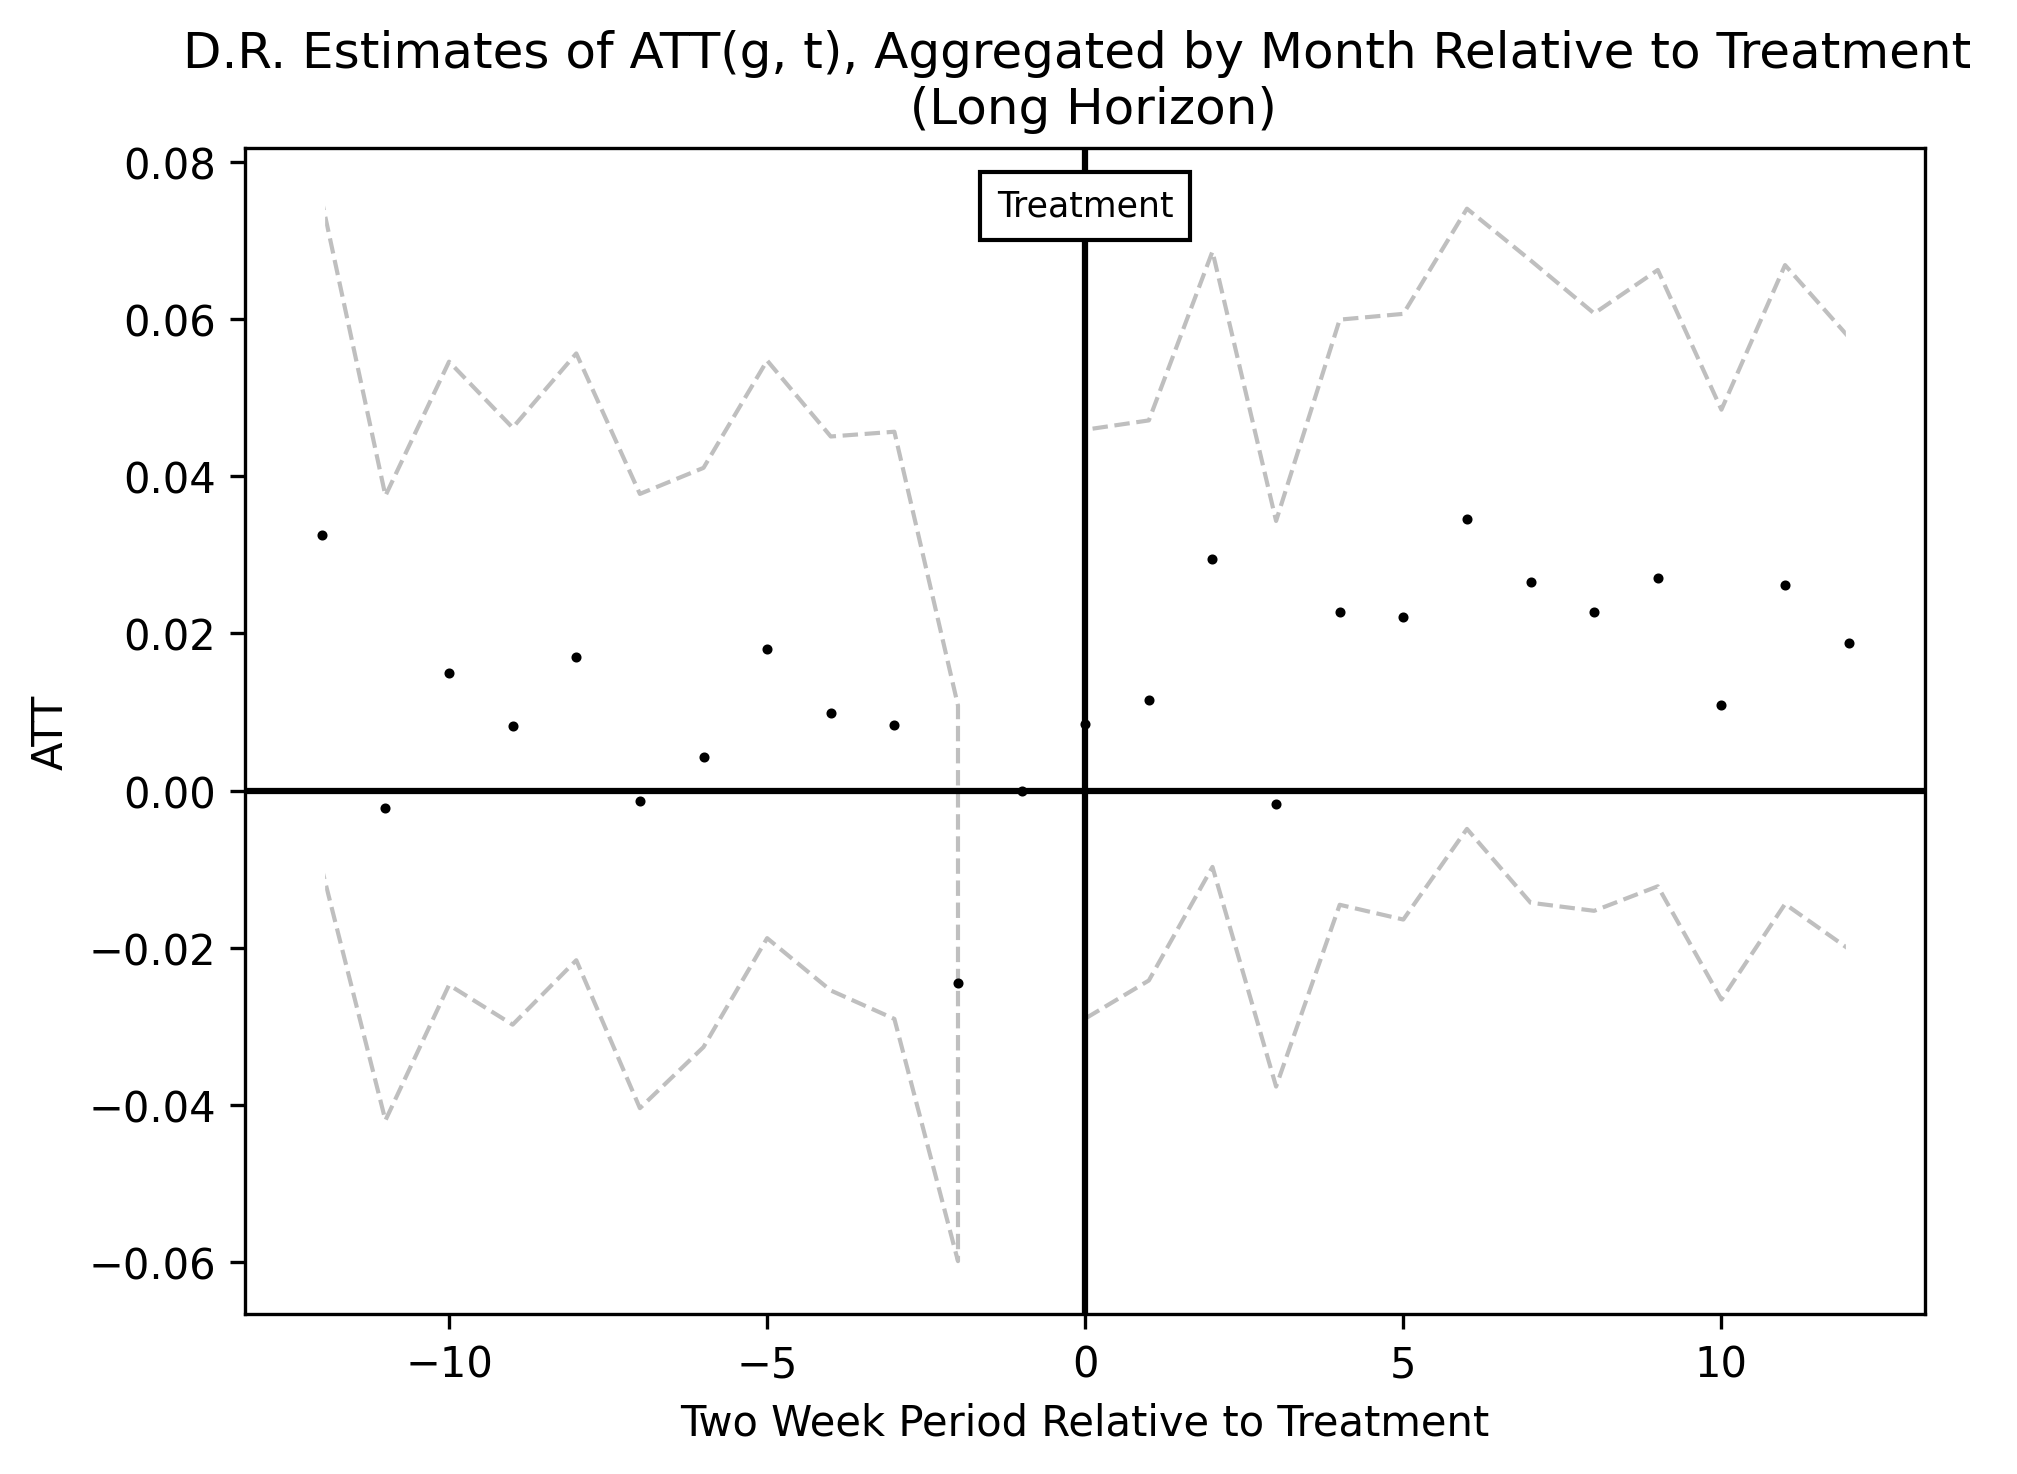 D.R. Estimates of ATT(g, t), Aggregated by Month Relative to Treatment
(Long Horizon)
Treatment
0.08
0.06
0.04
0.02
0.00
−0.02
−0.04
−0.06
ATT
−10
−5
0
5
10
Two Week Period Relative to Treatment